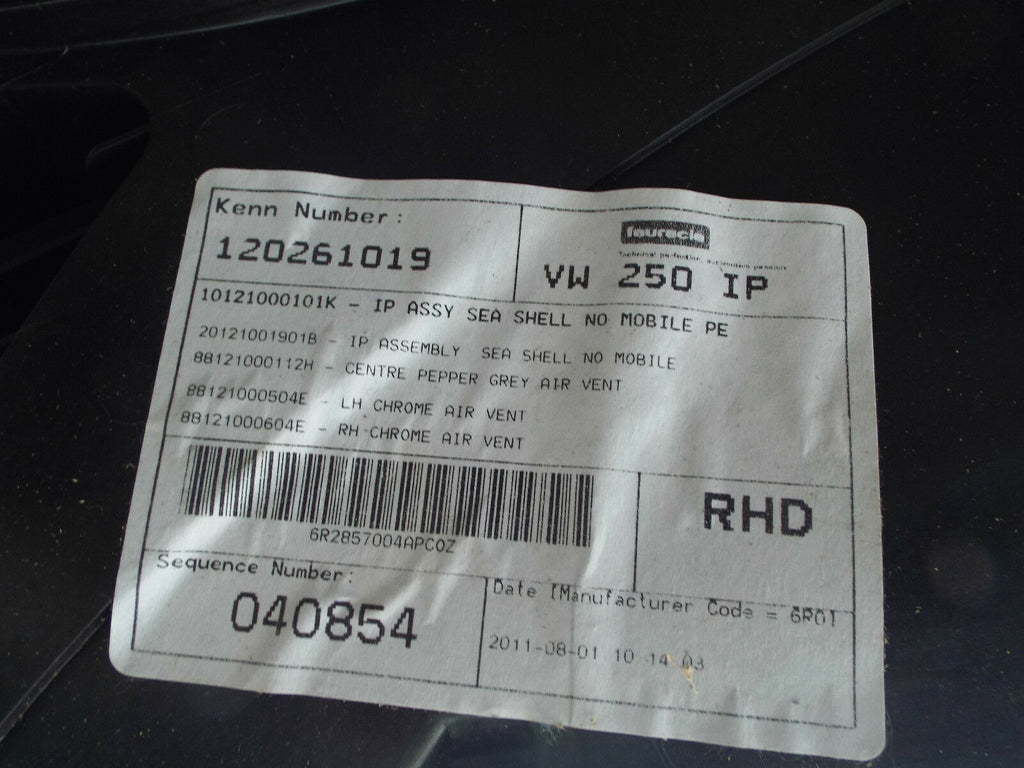 Kenn Number:
120261019
faurecia
VW 250 IP
10121000101K - IP ASSY SEA SHELL NO MOBILE PE
20121001901B - IP ASSEMBLY SEA SHELL NO MOBILE
88121000112H - CENTRE PEPPER GREY AIR VENT
88121000504E - LH CHROME AIR VENT
88121000604E - RH CHROME AIR VENT
6R2857004APCOZ
RHD
Sequence Number:
040854
Date [Manufacturer Code = 6R0]
2011-08-01 10 14 03